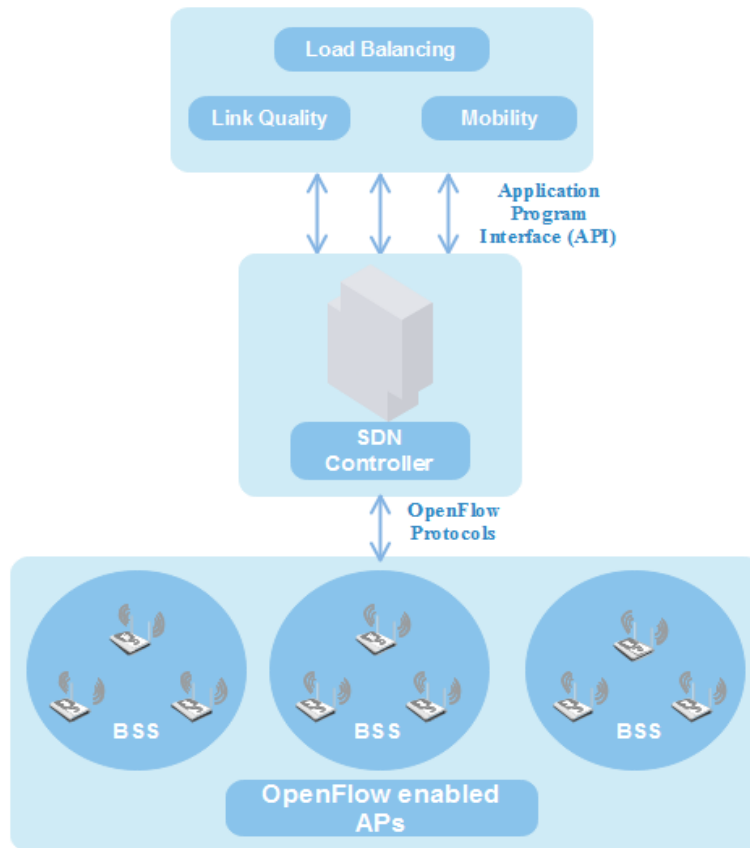 Load Balancing
Link Quality
Mobility
Application
Program
Interface (API)
SDN
Controller
OpenFlow
Protocols
BSS
BSS
BSS
OpenFlow enabled
APs